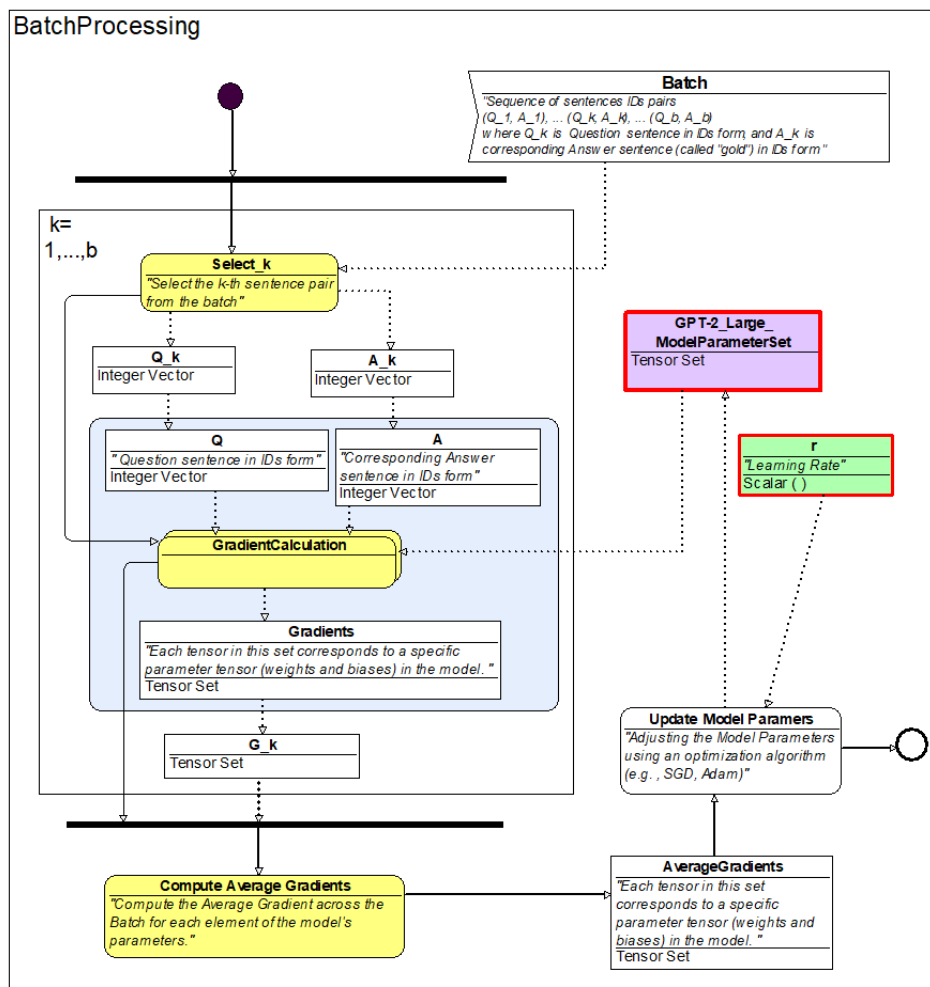 BatchProcessing
Batch
"Sequence of sentences IDs pairs
(Q_1, A_1), ... (Q_k, A_k), ... (Q_b, A_b)
where Q_k is Question sentence in IDs form, and A_k is
corresponding Answer sentence (called "gold") in IDs form"
k=
1,...,b
Select_k
"Select the k-th sentence pair
from the batch"
Q_k
Integer Vector
A_k
Integer Vector
GPT-2_Large_
ModelParameterSet
Tensor Set
Q
" Question sentence in IDs form"
Integer Vector
A
"Corresponding Answer
sentence in IDs form"
Integer Vector
r
"Learning Rate"
Scalar ( )
GradientCalculation
Gradients
"Each tensor in this set corresponds to a specific
parameter tensor (weights and biases) in the model. "
Tensor Set
G_k
Tensor Set
Update Model Paramers
"Adjusting the Model Parameters
using an optimization algorithm
(e.g. , SGD, Adam)"
Compute Average Gradients
"Compute the Average Gradient across the
Batch for each element of the model's
parameters."
AverageGradients
"Each tensor in this set
corresponds to a specific
parameter tensor (weights and
biases) in the model. "
Tensor Set